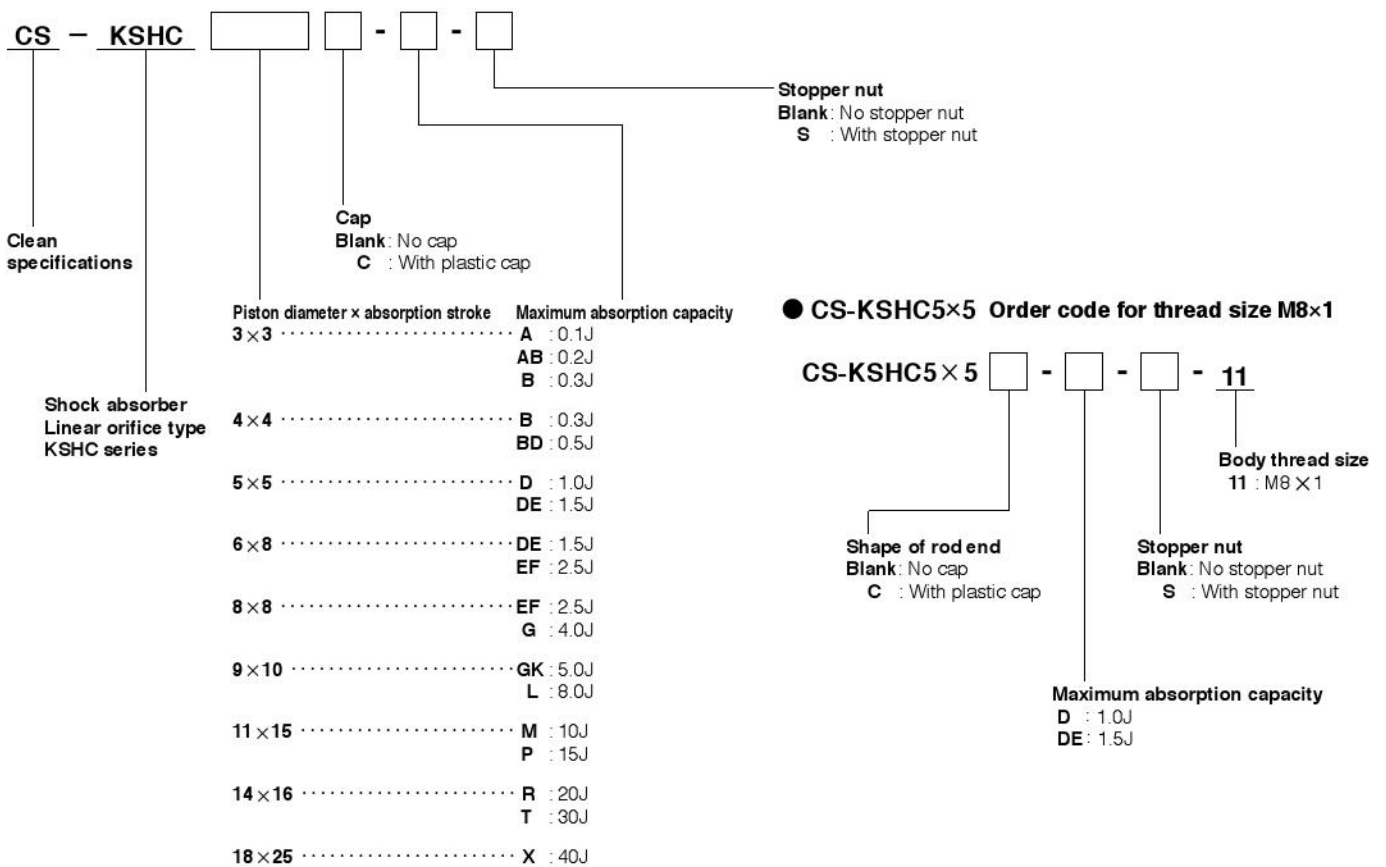 CS – KSHC - -
Stopper nut
Blank: No stopper nut
S : With stopper nut
Clean
specifications
Cap
Blank: No cap
C : With plastic cap
Shock absorber
Linear orifice type
KSHC series
Piston diameter × absorption stroke Maximum absorption capacity
3×3 ························ A : 0.1J
AB : 0.2J
B : 0.3J
4×4 ························ B : 0.3J
BD : 0.5J
5×5 ························ D : 1.0J
DE : 1.5J
6×8 ························ DE : 1.5J
EF : 2.5J
8×8 ························ EF : 2.5J
G : 4.0J
9×10 ······················· GK : 5.0J
L : 8.0J
11×15 ······················ M : 10J
P : 15J
14×16 ······················ R : 20J
T : 30J
18×25 ······················ X : 40J
● CS-KSHC5×5 Order code for thread size M8×1
CS-KSHC5×5 - - - 11
Body thread size
11 : M8×1
Shape of rod end
Blank: No cap
C : With plastic cap
Stopper nut
Blank: No stopper nut
S : With stopper nut
Maximum absorption capacity
D : 1.0J
DE : 1.5J